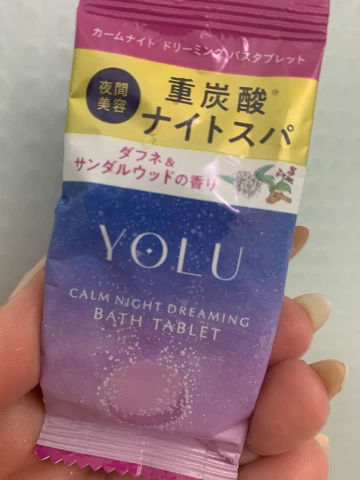 カームナイト ドリーミング バスタブレット
夜間
美容
重炭酸※
ナイトスパ
ダフネ&
サンダルウッドの香り
YOLU
CALM NIGHT DREAMING
BATH TABLET